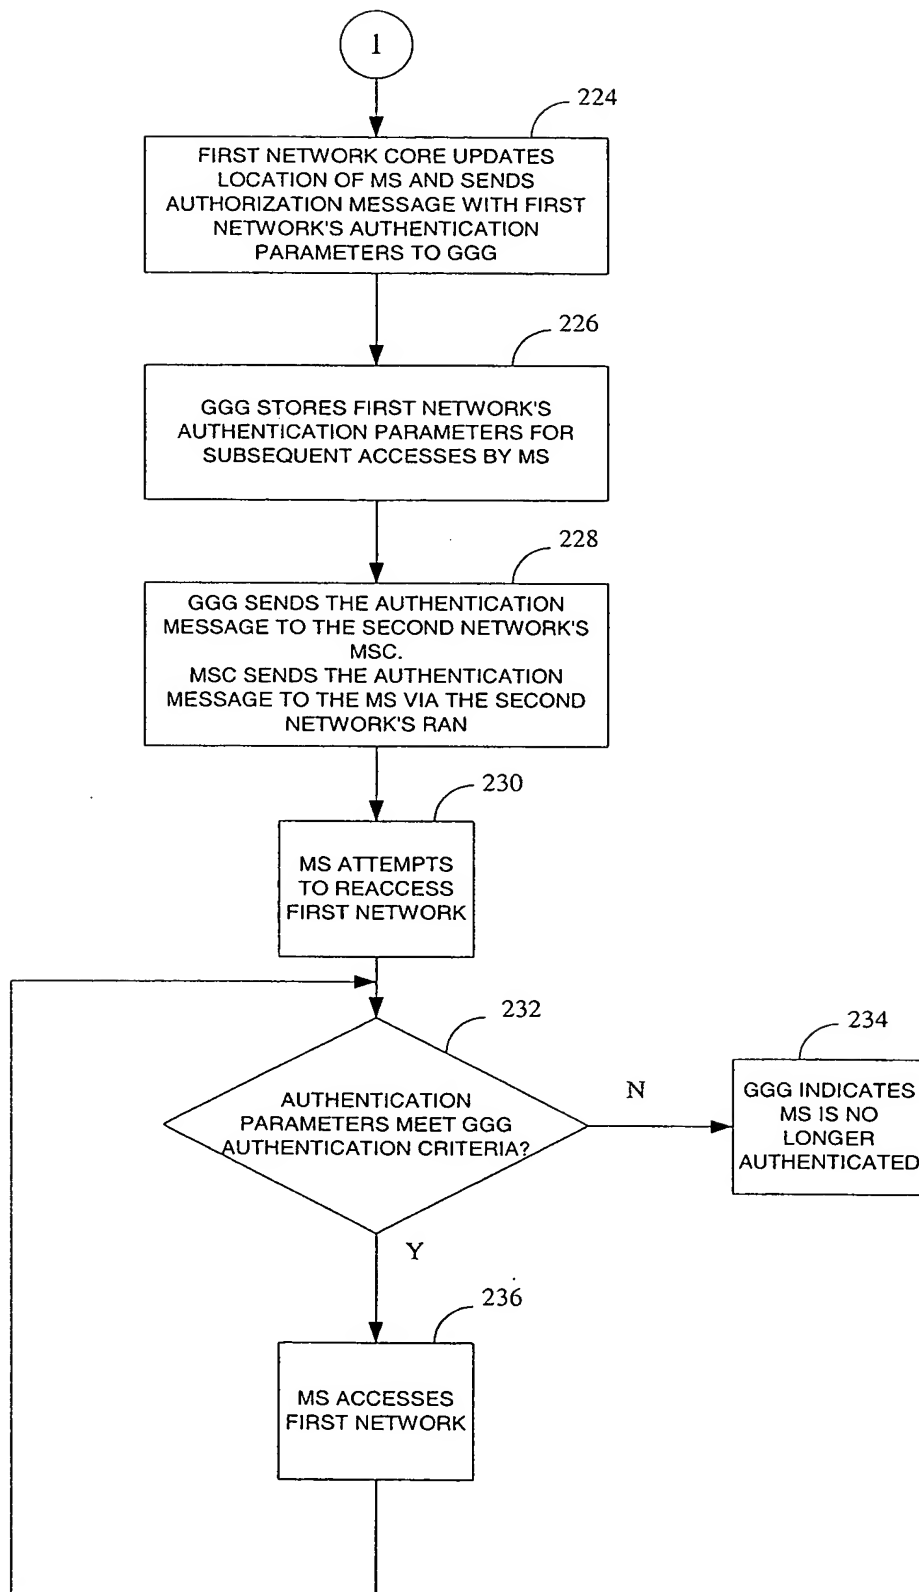 1
224
FIRST NETWORK CORE UPDATES
LOCATION OF MS AND SENDS
AUTHORIZATION MESSAGE WITH FIRST
NETWORK'S AUTHENTICATION
PARAMETERS TO GGG
226
GGG STORES FIRST NETWORK'S
AUTHENTICATION PARAMETERS FOR
SUBSEQUENT ACCESSES BY MS
228
GGG SENDS THE AUTHENTICATION
MESSAGE TO THE SECOND NETWORK'S
MSC.
MSC SENDS THE AUTHENTICATION
MESSAGE TO THE MS VIA THE SECOND
NETWORK'S RAN
230
MS ATTEMPTS
TO REACCESS
FIRST NETWORK
232
AUTHENTICATION
PARAMETERS MEET GGG
AUTHENTICATION CRITERIA?
N
234
GGG INDICATES
MS IS NO
LONGER
AUTHENTICATED
Y
236
MS ACCESSES
FIRST NETWORK